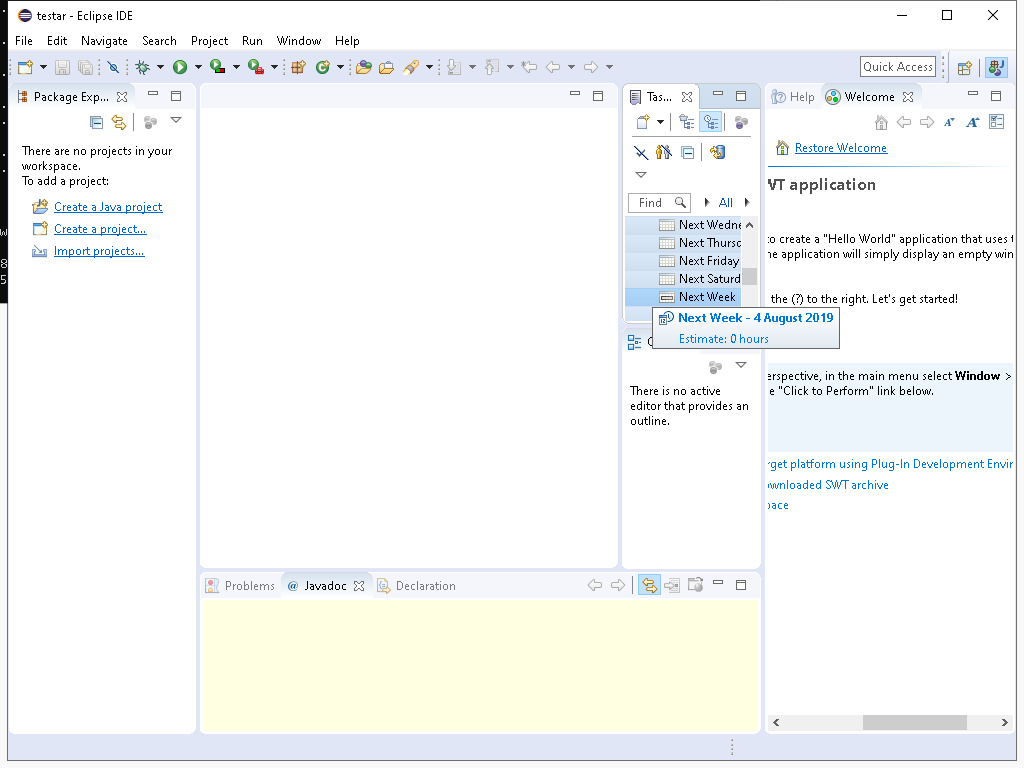 testar - Eclipse IDE
File Edit Navigate Search Project Run Window Help
Quick Access
Package Exp...
There are no projects in your
workspace.
To add a project:
Create a Java project
Create a project...
Import projects...
Tas...
Find
All
Next Wedne
Next Thursd
Next Friday
Next Saturd
Next Week
Next Week - 4 August 2019
Estimate: 0 hours
There is no active
editor that provides an
outline.
Help
Welcome
Restore Welcome
WT application
to create a "Hello World" application that uses t
he application will simply display an empty win
the (?) to the right. Let's get started!
erspective, in the main menu select Window >
e "Click to Perform" link below.
rget platform using Plug-In Development Envir
ownloaded SWT archive
pace
Problems
@ Javadoc
Declaration